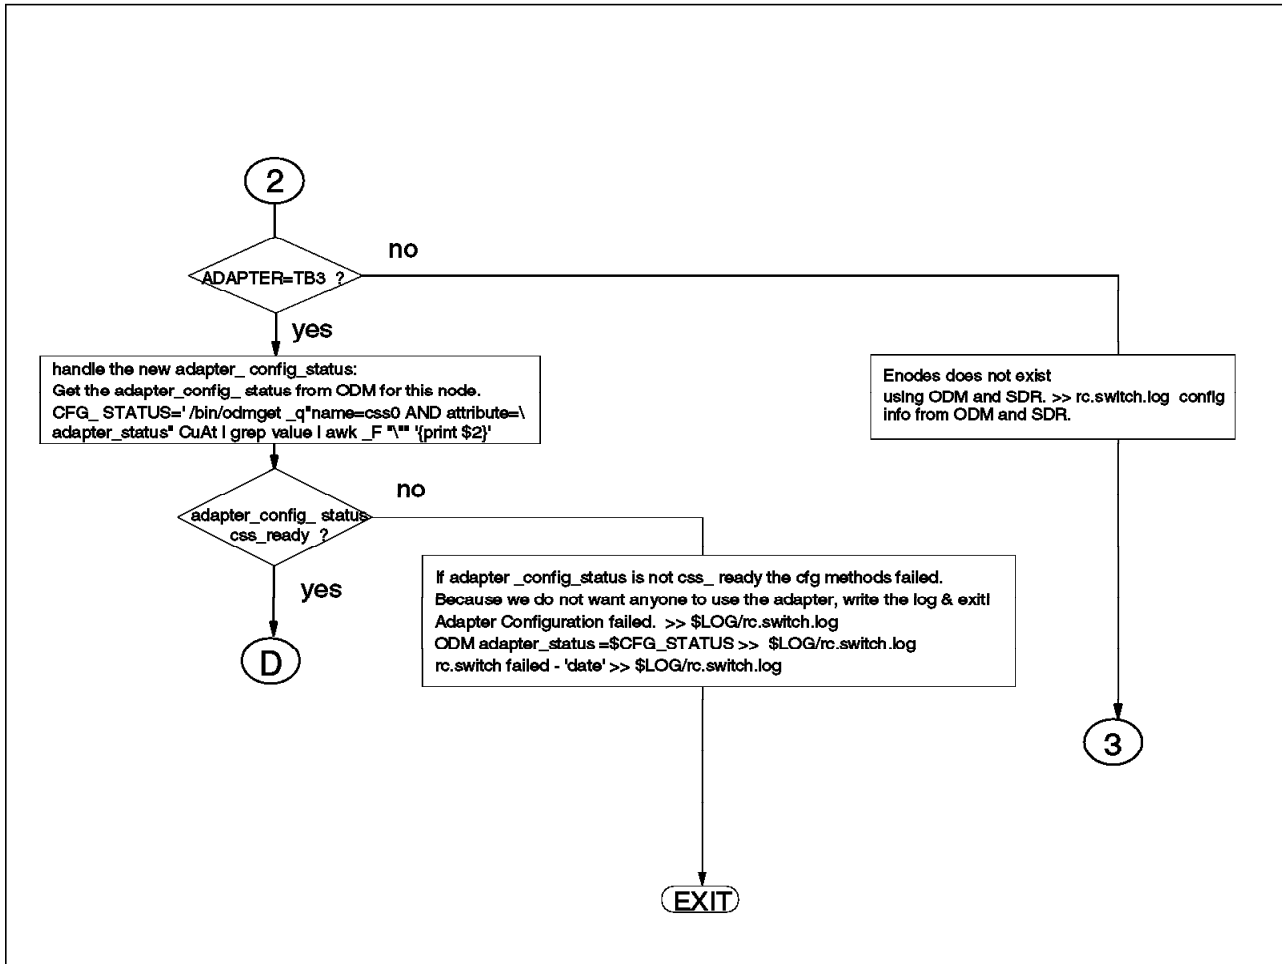 2
no
ADAPTER=TB3 ?
yes
handle the new adapter_ config_status:
Get the adapter_config_ status from ODM for this node.
CFG_ STATUS=' /bin/odmget _q"name=css0 AND attribute=\
adapter_status" CuAt | grep value | awk _F "\"" '{print $2}'
Enodes does not exist
using ODM and SDR. >> rc.switch.log config
info from ODM and SDR.
no
adapter_config_ status
css_ready ?
yes
If adapter _config_status is not css_ ready the cfg methods failed.
Because we do not want anyone to use the adapter, write the log & exit!
Adapter Configuration failed. >> $LOG/rc.switch.log
ODM adapter_status =$CFG_STATUS >> $LOG/rc.switch.log
rc.switch failed - 'date' >> $LOG/rc.switch.log
D
3
EXIT